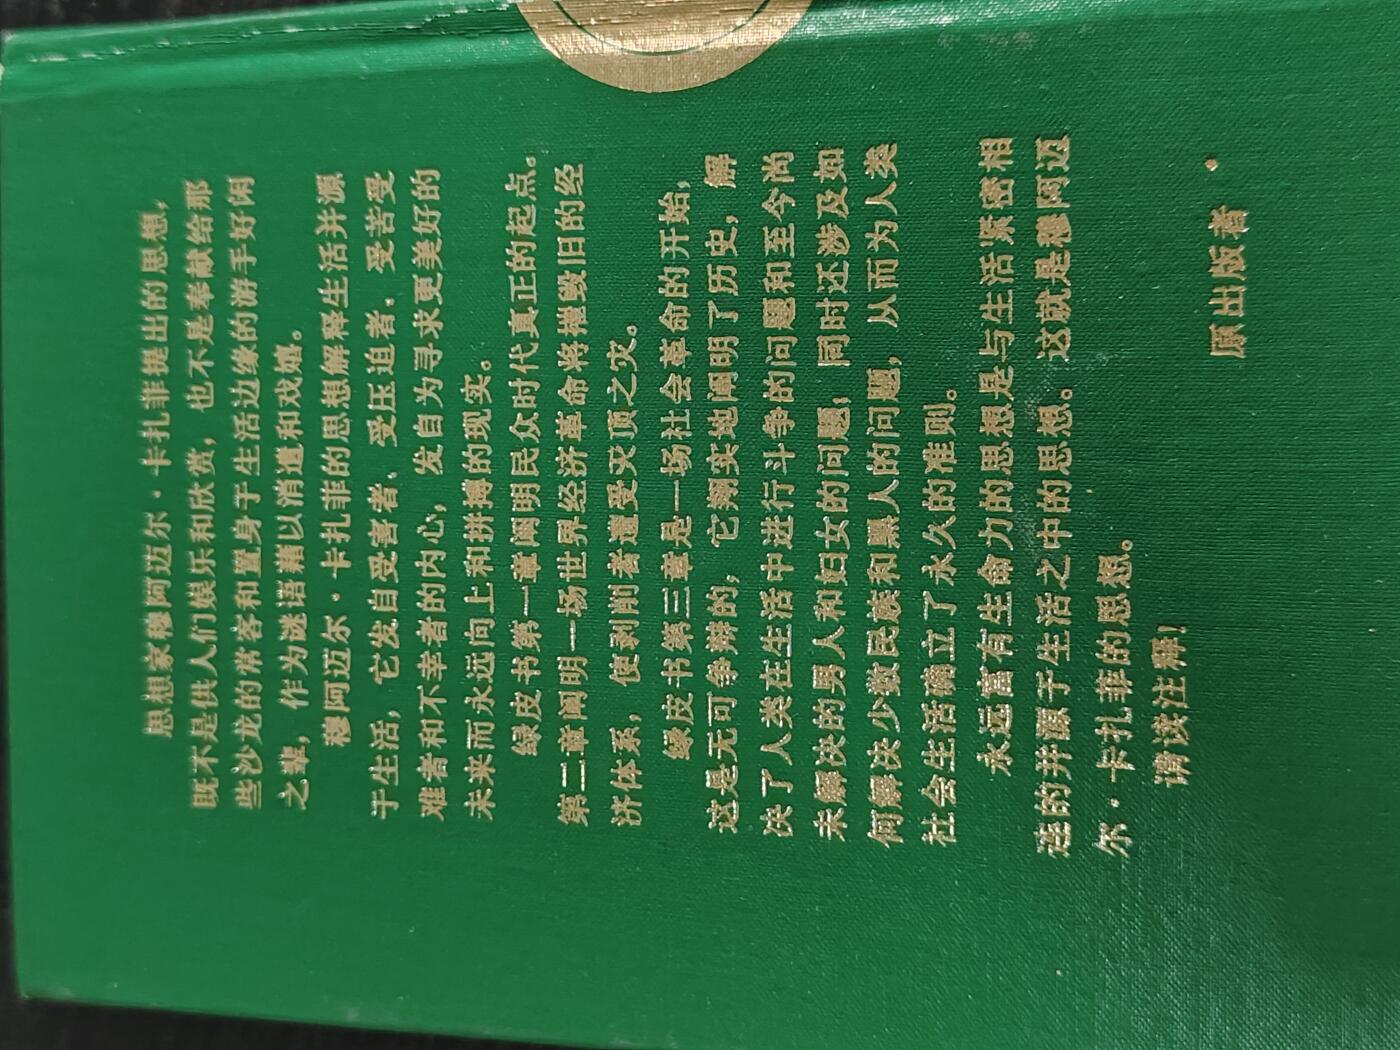 思想家穆阿迈尔·卡扎菲提出的思想，
既不是供人们娱乐和欣赏，也不是奉献给那
些沙龙的常客和置身于生活边缘的游手好闲
之辈，作为谜语藉以消遣和戏嬉。
穆阿迈尔·卡扎菲的思想解释生活并源
于生活，它发自受害者、受压迫者、受苦受
难者和不幸者的内心，发自为寻求更美好的
未来而永远向上和拼搏的现实。
绿皮书第一章阐明民众时代真正的起点。
第二章阐明一场世界经济革命将摧毁旧的经
济体系，使剥削者遭受灭顶之灾。
绿皮书第三章是一场社会革命的开始，
这是无可争辩的，它翔实地阐明了历史，解
决了人类在生活中进行斗争的问题和至今尚
未解决的男人和妇女的问题，同时还涉及如
何解决少数民族和黑人的问题，从而为人类
社会生活确立了永久的准则。
永远富有生命力的思想是与生活紧密相
连的并源于生活之中的思想。这就是穆阿迈
尔·卡扎菲的思想。
请读注释！
原出版者